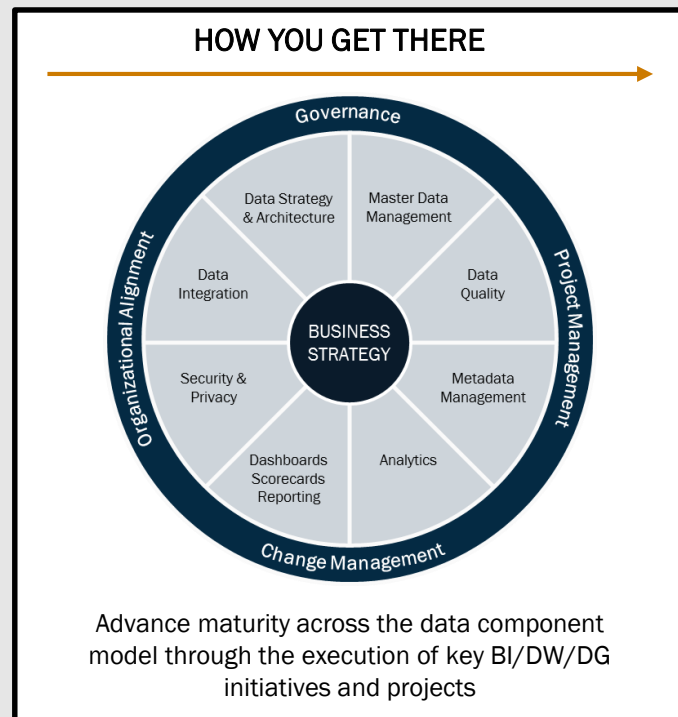 HOW YOU GET THERE
Governance
Data Strategy
& Architecture
Master Data
Management
Data
Integration
Data
Quality
Organizational Alignment
Project Management
BUSINESS
STRATEGY
Security &
Privacy
Metadata
Management
Dashboards
Scorecards
Reporting
Analytics
Change Management
Advance maturity across the data component
model through the execution of key BI/DW/DG
initiatives and projects